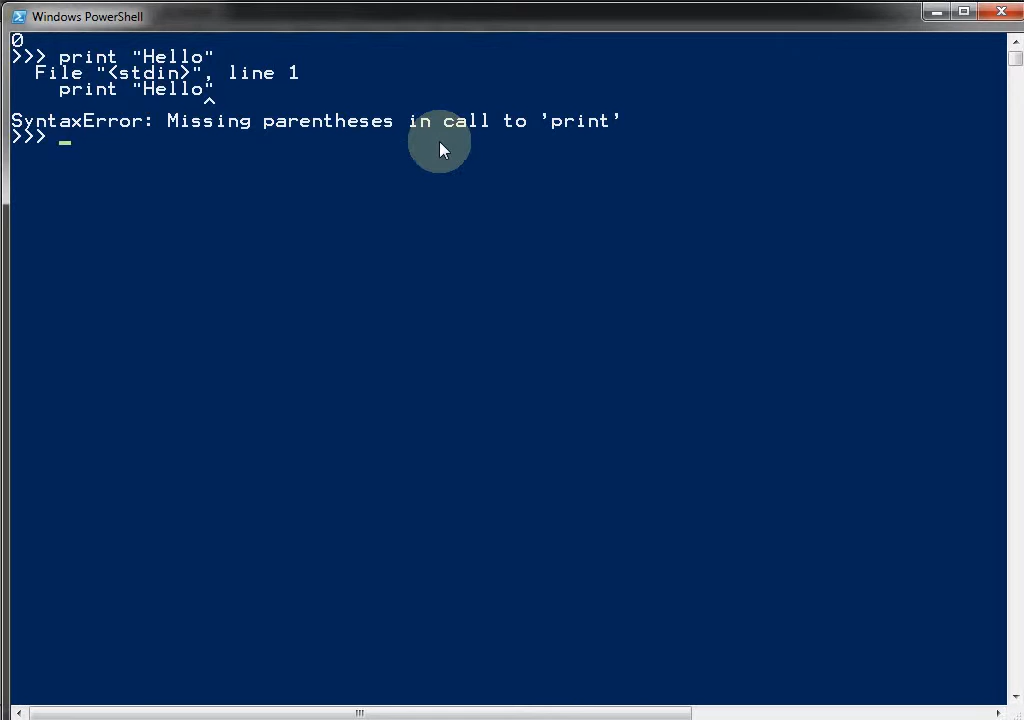 Windows PowerShell
0
>>> print "Hello"
  File "<stdin>", line 1
    print "Hello"
                ^
SyntaxError: Missing parentheses in call to 'print'
>>>